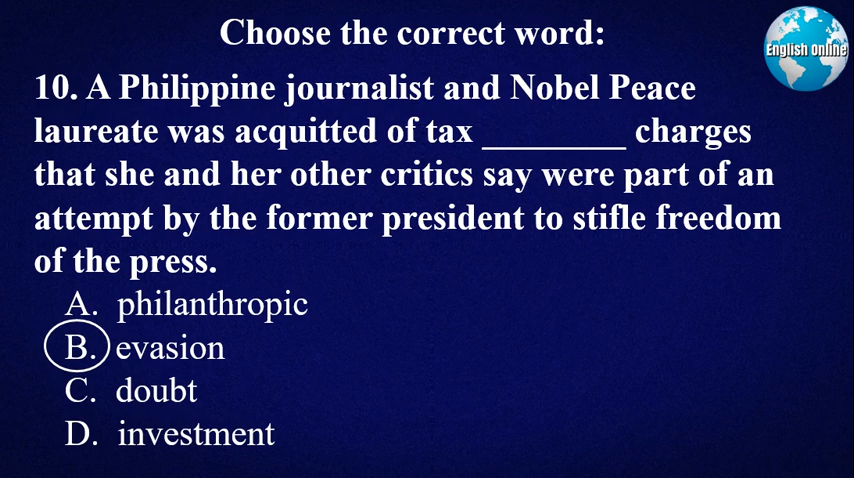 Choose the correct word:
English Online
10. A Philippine journalist and Nobel Peace
laureate was acquitted of tax ________ charges
that she and her other critics say were part of an
attempt by the former president to stifle freedom
of the press.
A. philanthropic
B. evasion
C. doubt
D. investment